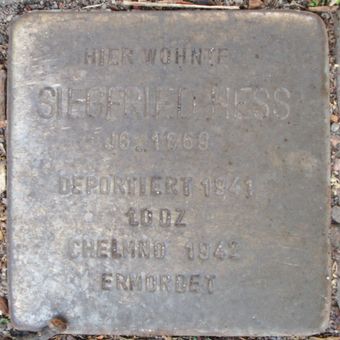 HIER WOHNTE
SIEGFRIED HESS
JG. 1869
DEPORTIERT 1941
LODZ
CHELMNO 1942
ERMORDET